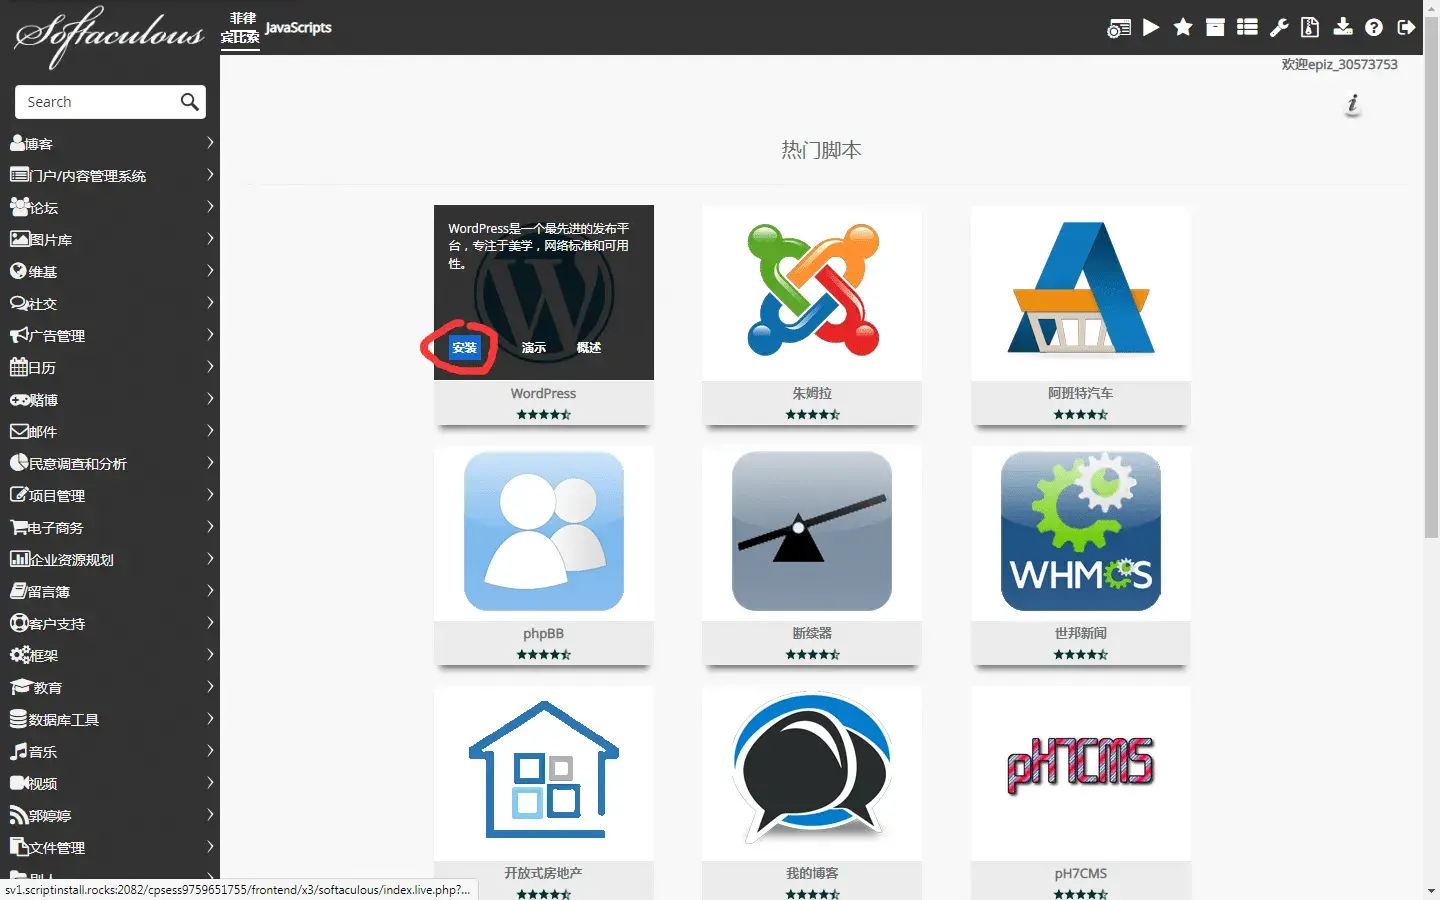 Softaculous
菲律
宾比索
JavaScripts
欢迎epiz_30573753
Search
博客
门户/内容管理系统
论坛
图片库
维基
社交
广告管理
日历
赌博
邮件
民意调查和分析
项目管理
电子商务
企业资源规划
留言簿
客户支持
框架
教育
数据库工具
音乐
视频
郭婷婷
文件管理
别人
sv1.scriptinstall.rocks:2082/cpsess9759651755/frontend/x3/softaculous/index.live.php?...
热门脚本
WordPress是一个最先进的发布平
台，专注于美学，网络标准和可用
性。
安装
演示
概述
WordPress
朱姆拉
阿班特汽车
phpBB
断续器
WHMCS
世邦新闻
开放式房地产
我的博客
pH7CMS
pH7CMS